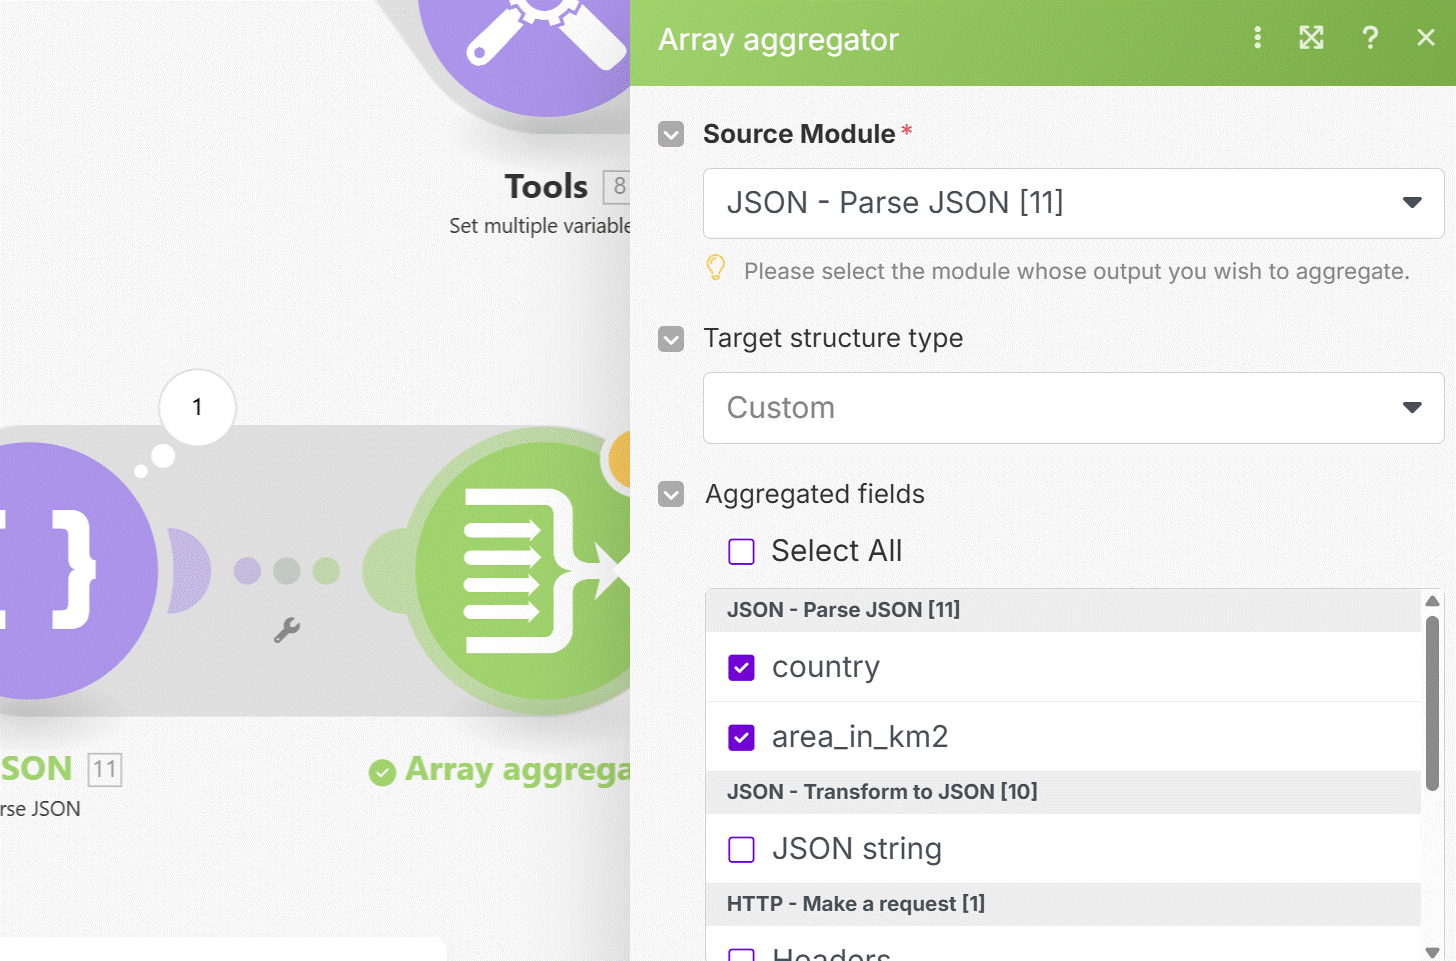 Array aggregator
?
Source Module *
JSON - Parse JSON [11]
Please select the module whose output you wish to aggregate.
Target structure type
Custom
Aggregated fields
Select All
JSON - Parse JSON [11]
country
area_in_km2
JSON - Transform to JSON [10]
JSON string
HTTP - Make a request [1]
Headers
Tools 8
Set multiple variable
1
SON 11
rse JSON
Array aggrega